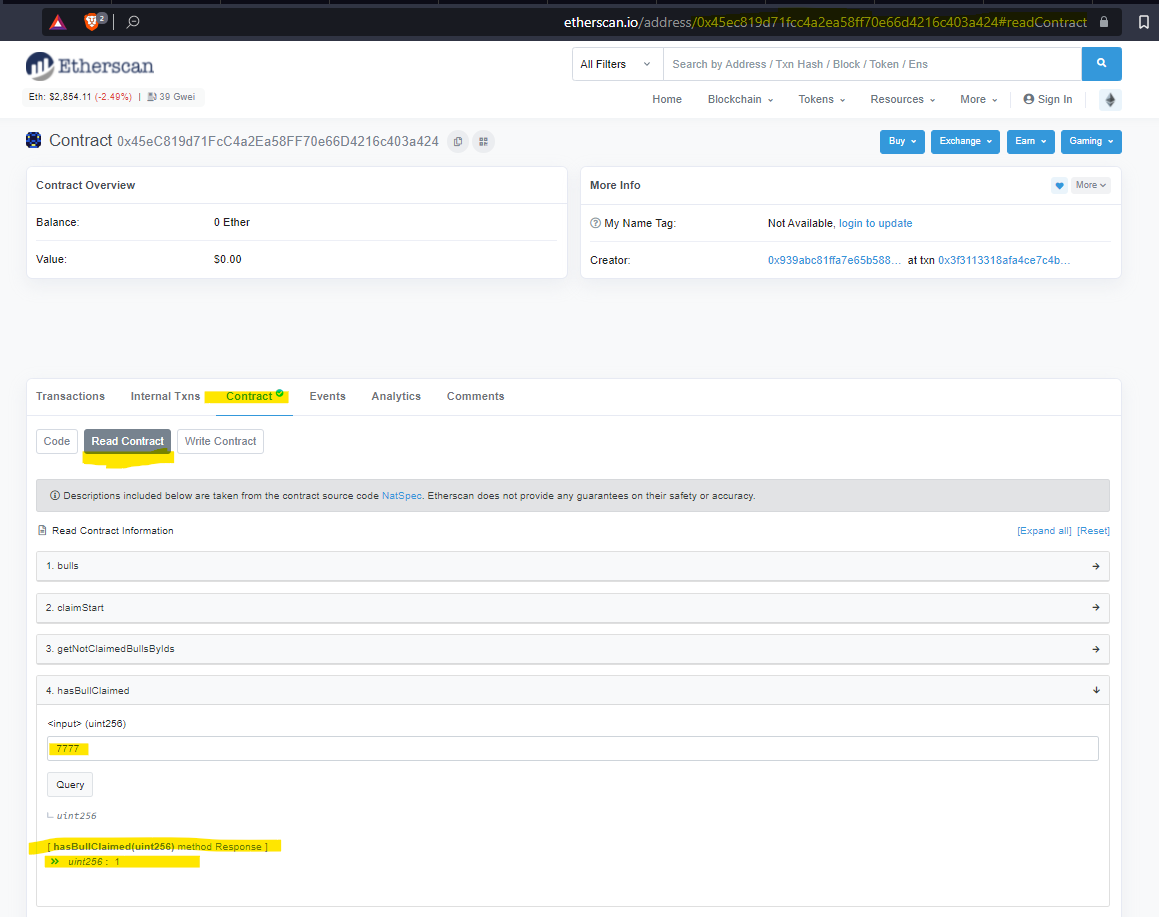 2
etherscan.io/address/0x45ec819d71fcc4a2ea58ff70e66d4216c403a424#readContract
Etherscan
All Filters
Search by Address / Txn Hash / Block / Token / Ens
Eth: $2,854.11 (-2.49%) | 39 Gwei
Home Blockchain Tokens Resources More Sign In
Contract 0x45eC819d71FcC4a2Ea58FF70e66D4216c403a424
Buy Exchange Earn Gaming
Contract Overview
Balance: 0 Ether
Value: $0.00
More Info
More
My Name Tag: Not Available, login to update
Creator: 0x939abc81ffa7e65b588... at txn 0x3f3113318afa4ce7c4b...
Transactions Internal Txns Contract Events Analytics Comments
Code Read Contract Write Contract
Descriptions included below are taken from the contract source code NatSpec. Etherscan does not provide any guarantees on their safety or accuracy.
Read Contract Information
[Expand all] [Reset]
1. bulls
2. claimStart
3. getNotClaimedBullsByIds
4. hasBullClaimed
<input> (uint256)
7777
Query
uint256
[ hasBullClaimed(uint256) method Response ]
>> uint256 : 1